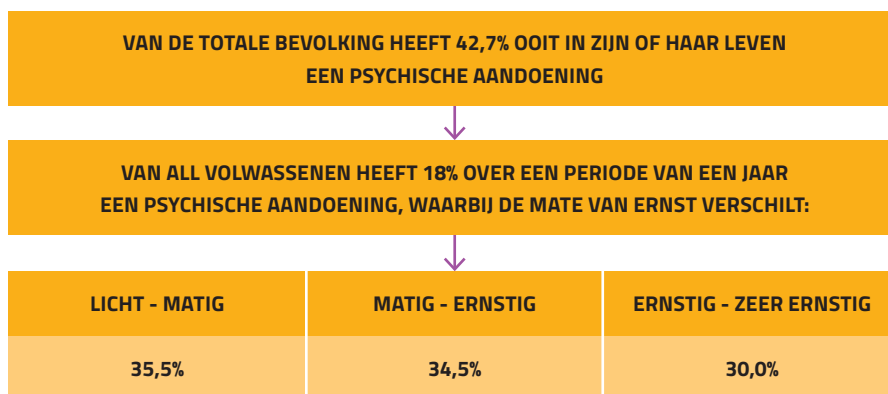 VAN DE TOTALE BEVOLKING HEEFT 42,7% OOIT IN ZIJN OF HAAR LEVEN
EEN PSYCHISCHE AANDOENING
VAN ALL VOLWASSENEN HEEFT 18% OVER EEN PERIODE VAN EEN JAAR
EEN PSYCHISCHE AANDOENING, WAARBIJ DE MATE VAN ERNST VERSCHILT:
LICHT - MATIG
MATIG - ERNSTIG
ERNSTIG - ZEER ERNSTIG
35,5%
34,5%
30,0%